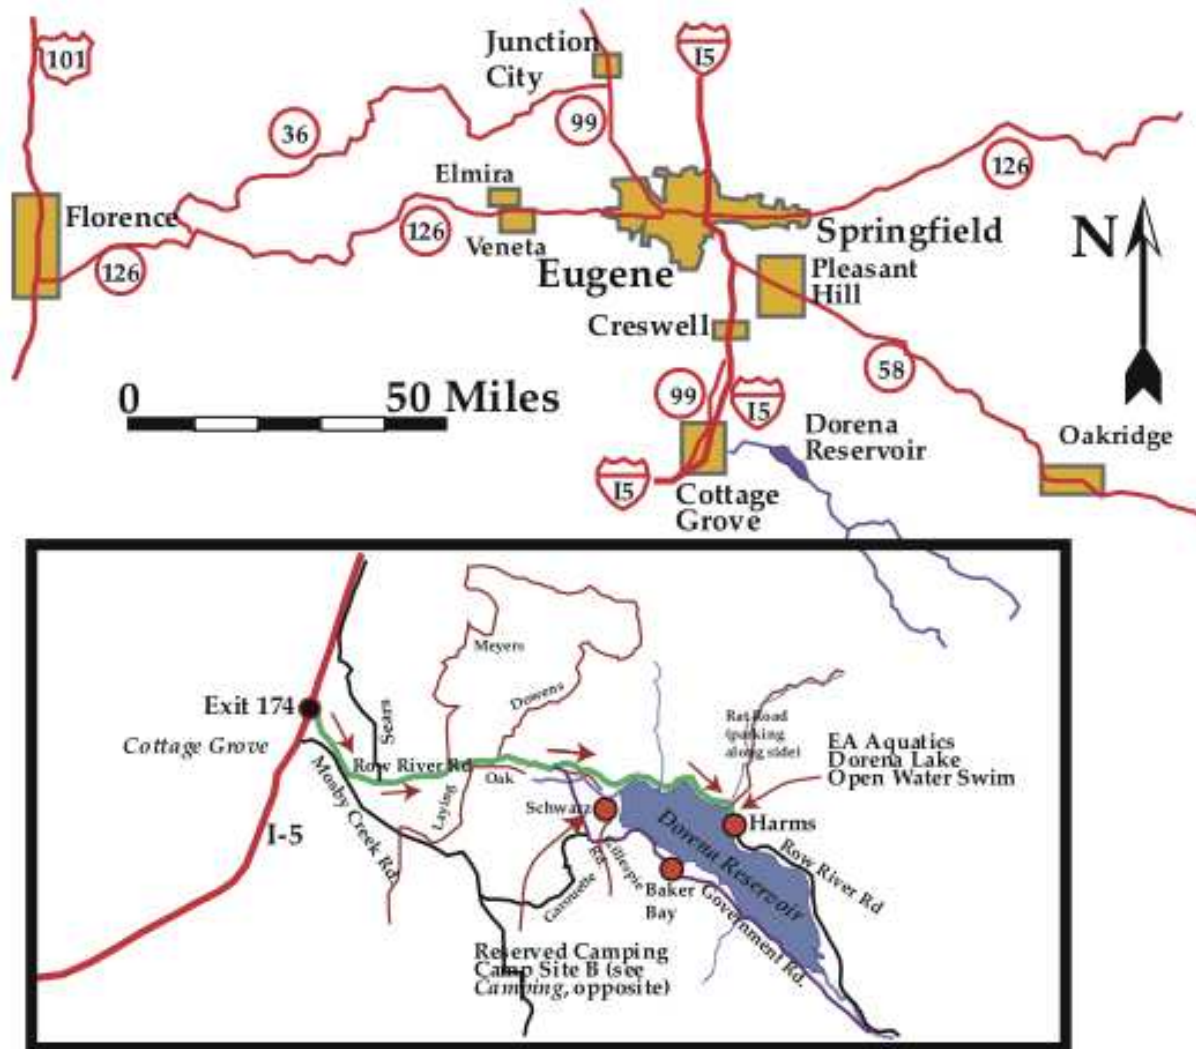 101
Junction
City
I5
36
99
126
Elmira
Florence
126
Veneta
126
Springfield
Eugene
Pleasant
Hill
N
Creswell
58
0 50 Miles
99
I5
Dorena
Reservoir
Oakridge
I5
Cottage
Grove
Meyers
Dowens
Exit 174
Sears
Cottage Grove
Rat Road
(parking
along side)
EA Aquatics
Dorena Lake
Open Water Swim
Row River Rd
Oak
Mosby Creek Rd.
Laying
Schwarz
Harms
I-5
Dorena Reservoir
Row River Rd
Gillespie
Rd.
Garoutte
Baker
Bay
Government Rd.
Reserved Camping
Camp Site B (see
Camping, opposite)